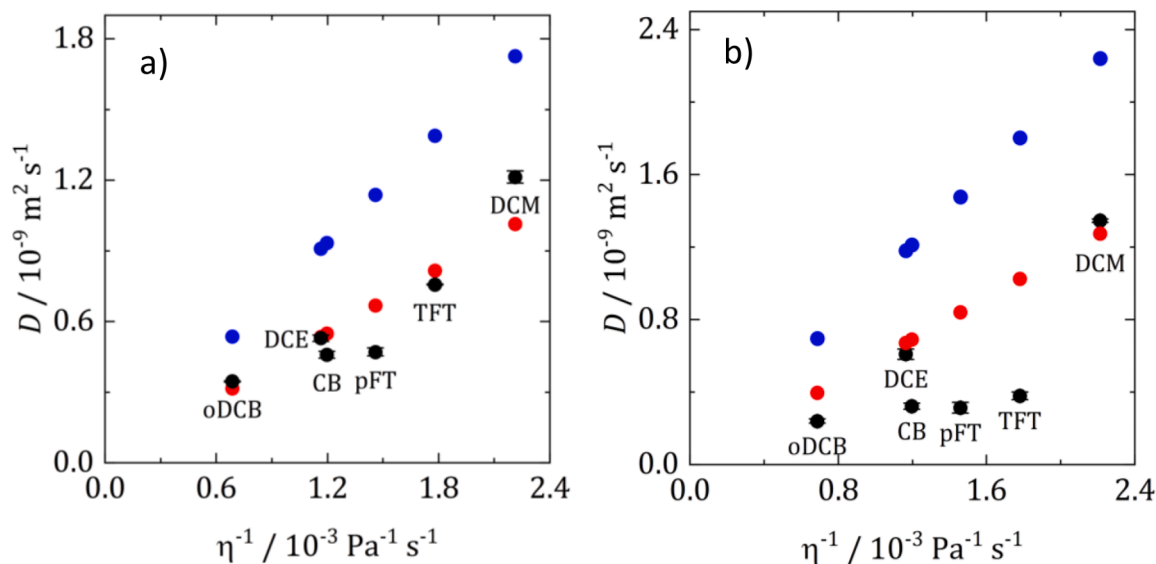 a)
D / 10⁻⁹ m² s⁻¹
1.8
1.2
0.6
0.0
DCM
TFT
DCE
CB
pFT
oDCB
0.0 0.6 1.2 1.8 2.4
η⁻¹ / 10⁻³ Pa⁻¹ s⁻¹
b)
D / 10⁻⁹ m² s⁻¹
2.4
1.6
0.8
0.0
DCM
DCE
TFT
CB
pFT
oDCB
0.0 0.8 1.6 2.4
η⁻¹ / 10⁻³ Pa⁻¹ s⁻¹